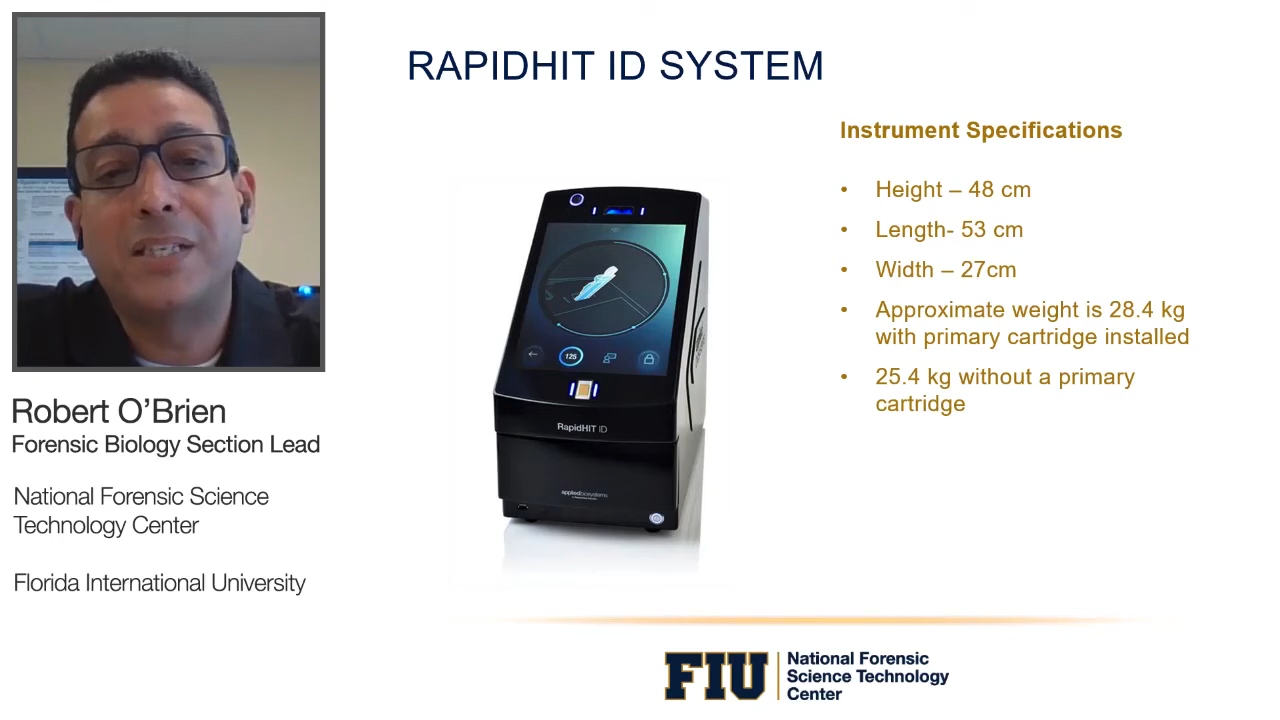 RAPIDHIT ID SYSTEM
Instrument Specifications
• Height – 48 cm
• Length- 53 cm
• Width – 27cm
• Approximate weight is 28.4 kg
with primary cartridge installed
• 25.4 kg without a primary
cartridge
125
RapidHIT ID
appliedbiosystems
Robert O’Brien
Forensic Biology Section Lead
National Forensic Science
Technology Center
Florida International University
FIU
National Forensic
Science Technology
Center